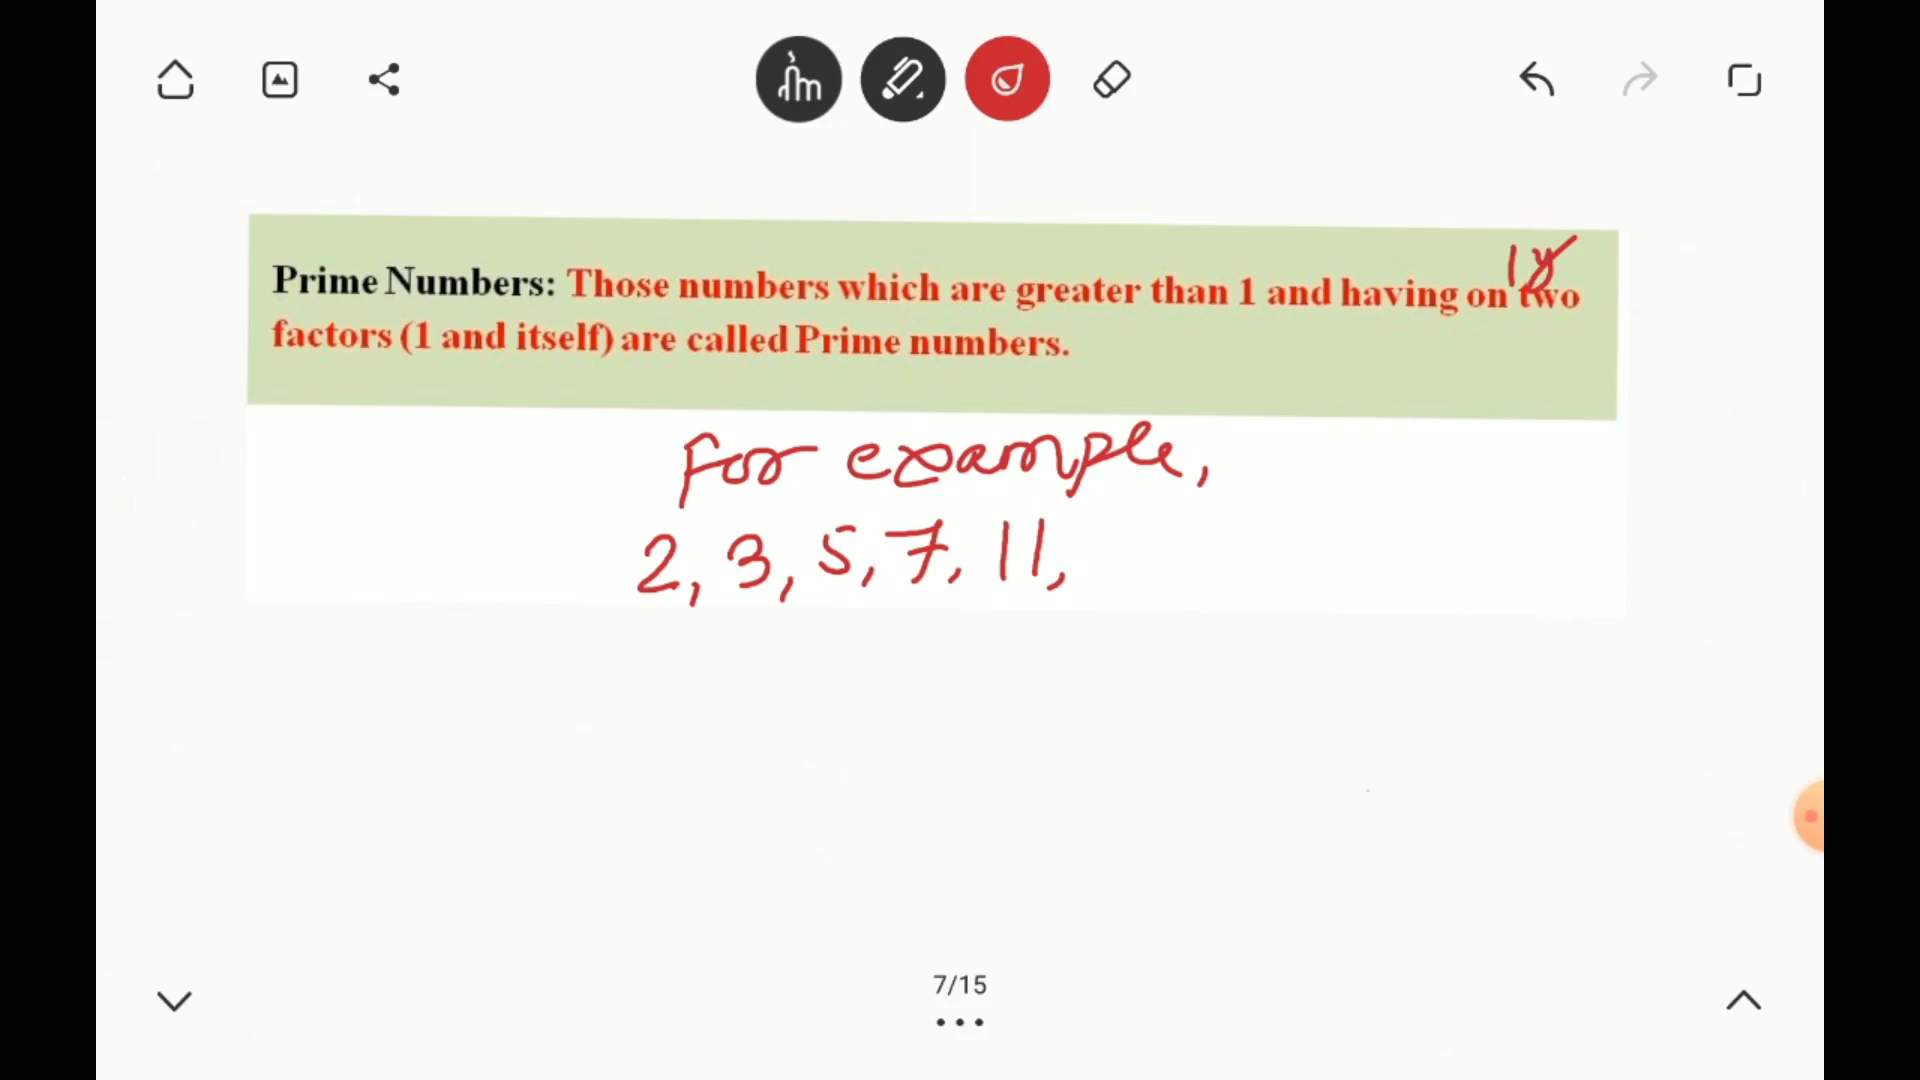 Prime Numbers: Those numbers which are greater than 1 and having on ly two
factors (1 and itself) are called Prime numbers.
For example,
2, 3, 5, 7, 11,
7/15